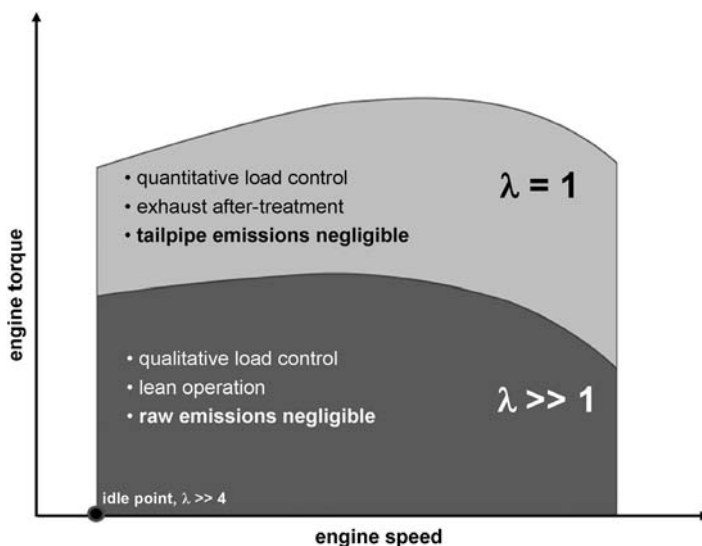 engine torque
• quantitative load control
• exhaust after-treatment
• tailpipe emissions negligible
λ = 1
• qualitative load control
• lean operation
• raw emissions negligible
λ >> 1
idle point, λ >> 4
engine speed